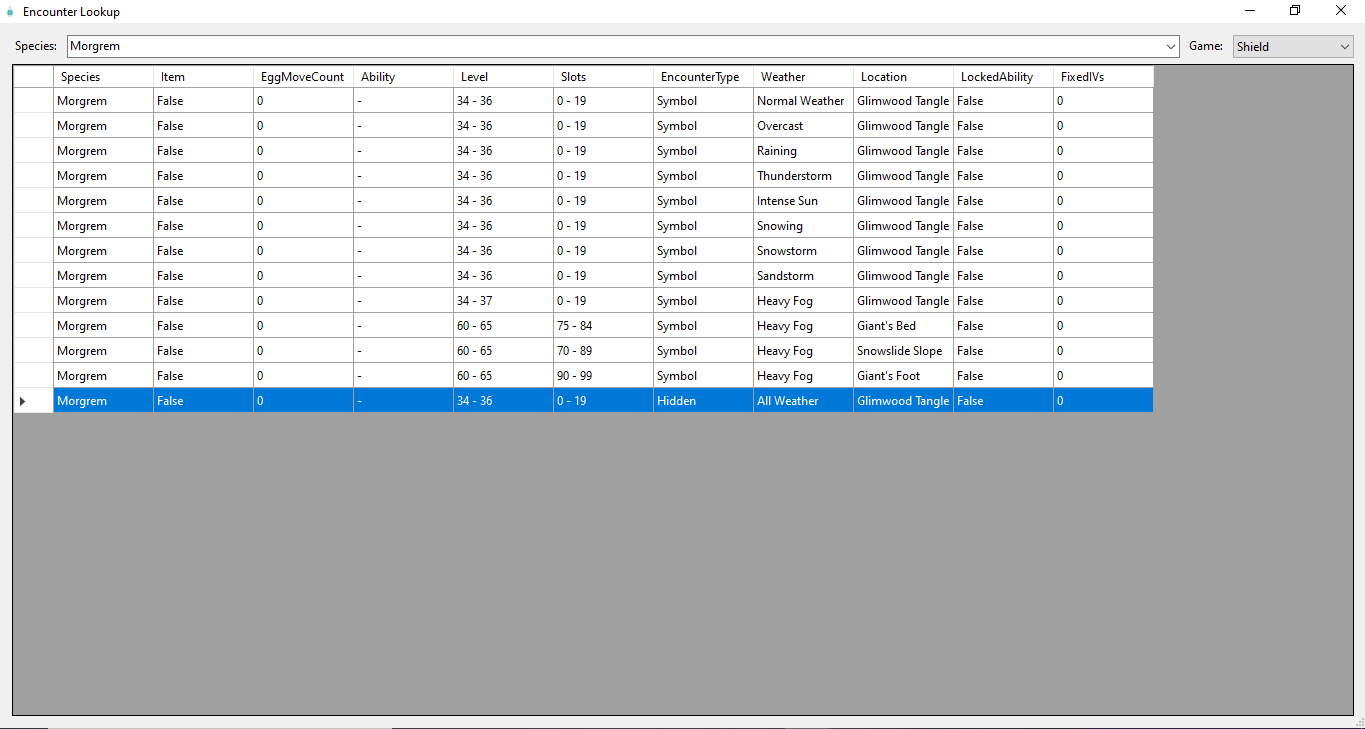 Encounter Lookup
Species: Morgrem Game: Shield
Species Item EggMoveCount Ability Level Slots EncounterType Weather Location LockedAbility FixedIVs
Morgrem False 0 - 34 - 36 0 - 19 Symbol Normal Weather Glimwood Tangle False 0
Morgrem False 0 - 34 - 36 0 - 19 Symbol Overcast Glimwood Tangle False 0
Morgrem False 0 - 34 - 36 0 - 19 Symbol Raining Glimwood Tangle False 0
Morgrem False 0 - 34 - 36 0 - 19 Symbol Thunderstorm Glimwood Tangle False 0
Morgrem False 0 - 34 - 36 0 - 19 Symbol Intense Sun Glimwood Tangle False 0
Morgrem False 0 - 34 - 36 0 - 19 Symbol Snowing Glimwood Tangle False 0
Morgrem False 0 - 34 - 36 0 - 19 Symbol Snowstorm Glimwood Tangle False 0
Morgrem False 0 - 34 - 36 0 - 19 Symbol Sandstorm Glimwood Tangle False 0
Morgrem False 0 - 34 - 37 0 - 19 Symbol Heavy Fog Glimwood Tangle False 0
Morgrem False 0 - 60 - 65 75 - 84 Symbol Heavy Fog Giant's Bed False 0
Morgrem False 0 - 60 - 65 70 - 89 Symbol Heavy Fog Snowslide Slope False 0
Morgrem False 0 - 60 - 65 90 - 99 Symbol Heavy Fog Giant's Foot False 0
Morgrem False 0 - 34 - 36 0 - 19 Hidden All Weather Glimwood Tangle False 0